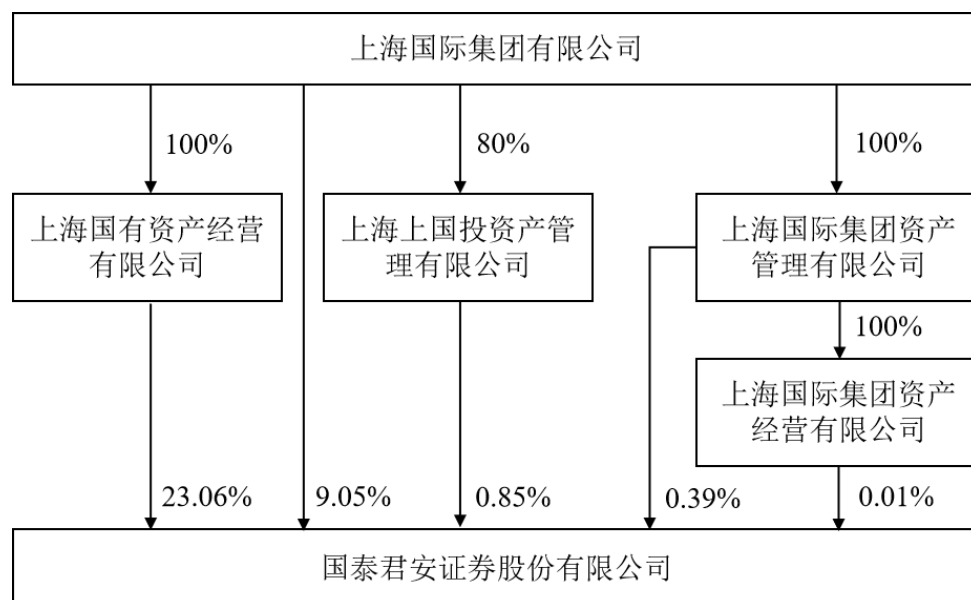 上海国际集团有限公司
100%
80%
100%
上海国有资产经营
有限公司
上海上国投资产管
理有限公司
上海国际集团资产
管理有限公司
100%
上海国际集团资产
经营有限公司
23.06%
9.05%
0.85%
0.39%
0.01%
国泰君安证券股份有限公司